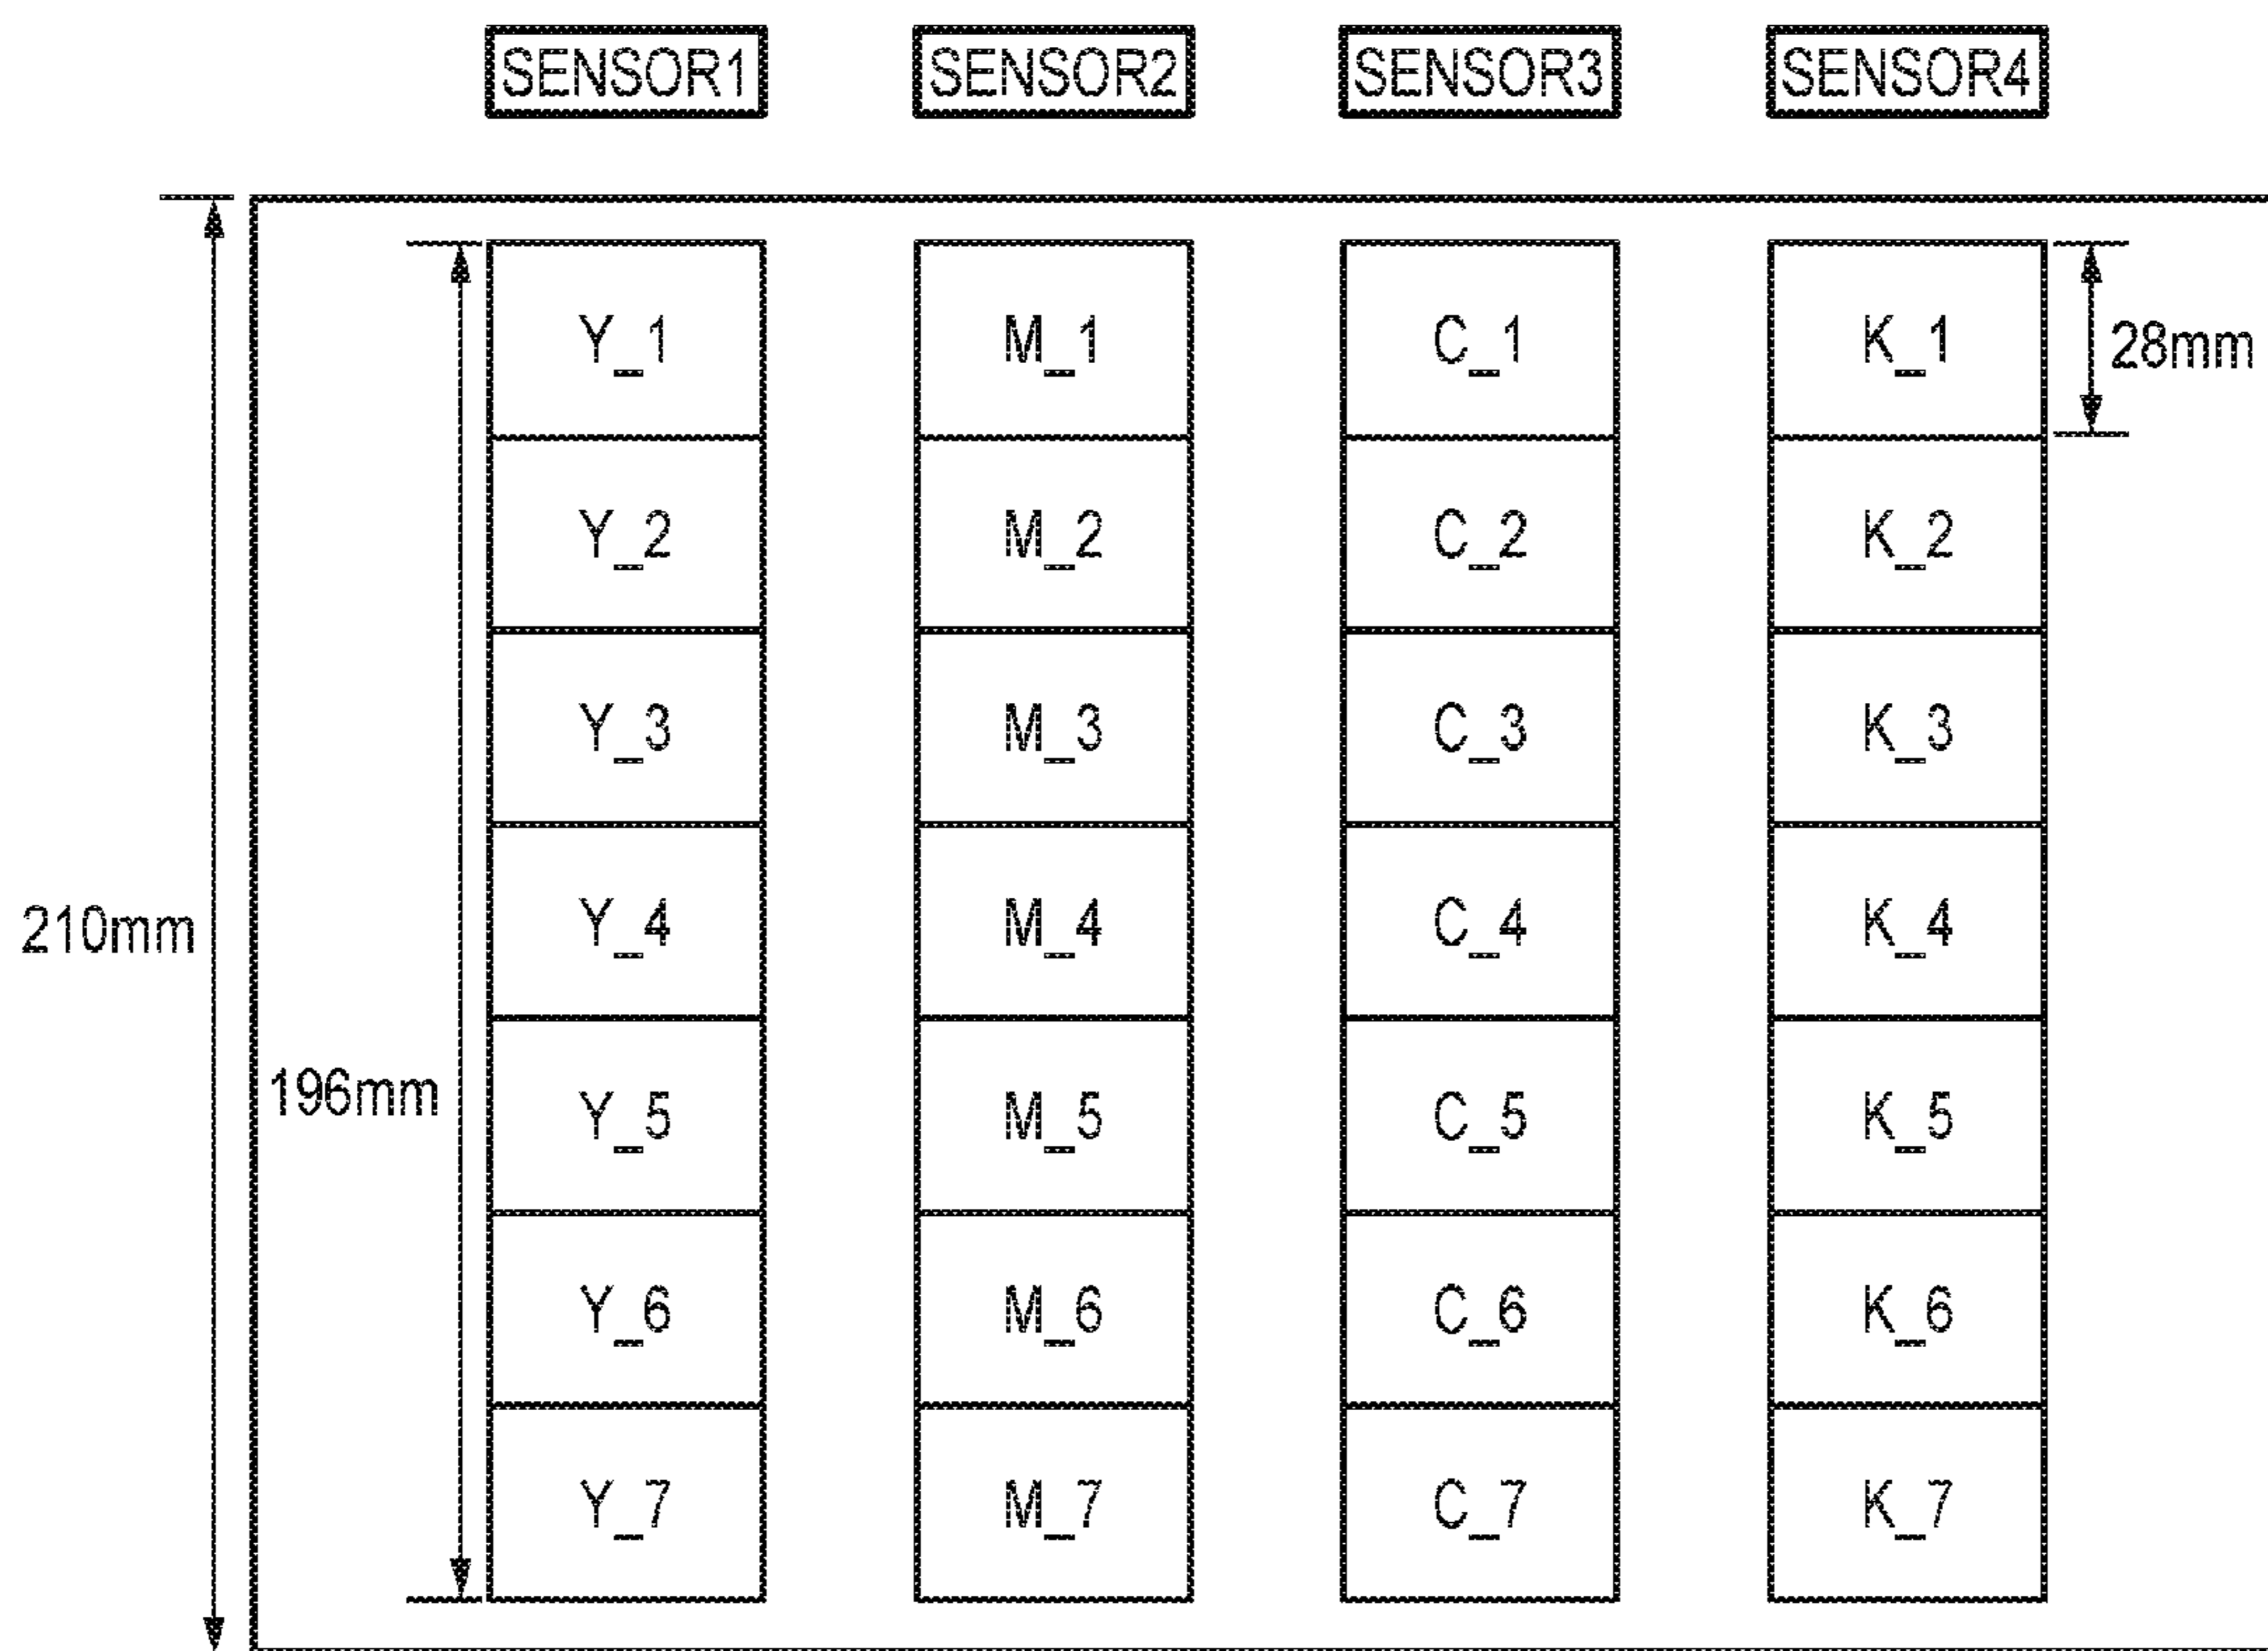 SENSOR1 SENSOR2 SENSOR3 SENSOR4
Y_1 M_1 C_1 K_1 28mm
Y_2 M_2 C_2 K_2
Y_3 M_3 C_3 K_3
Y_4 M_4 C_4 K_4
210mm
196mm
Y_5 M_5 C_5 K_5
Y_6 M_6 C_6 K_6
Y_7 M_7 C_7 K_7